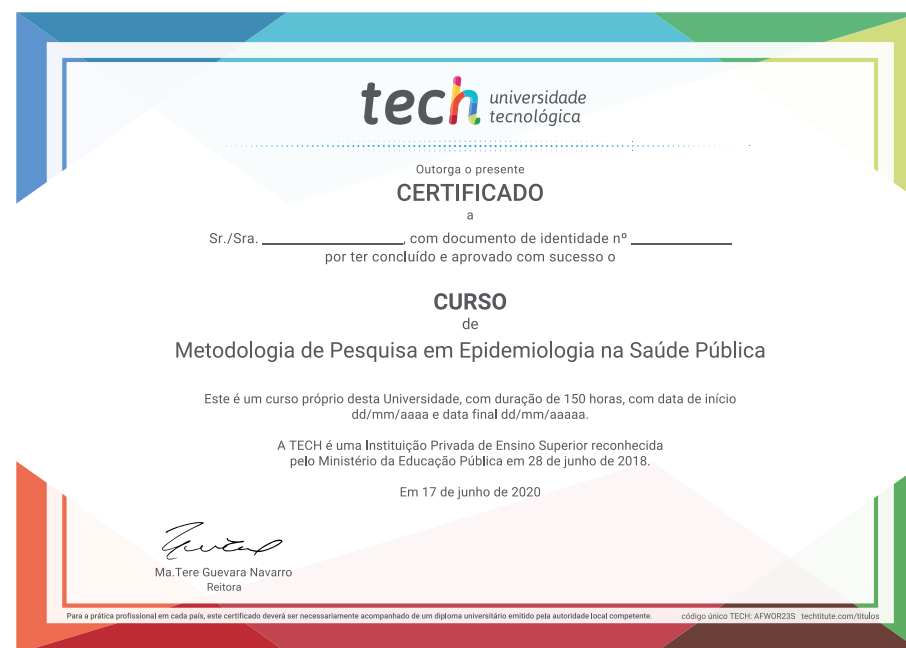 tech universidade
tecnológica
Outorga o presente
CERTIFICADO
a
Sr./Sra. ________________, com documento de identidade nº ____________
por ter concluído e aprovado com sucesso o
CURSO
de
Metodologia de Pesquisa em Epidemiologia na Saúde Pública
Este é um curso próprio desta Universidade, com duração de 150 horas, com data de início
dd/mm/aaaa e data final dd/mm/aaaaa.
A TECH é uma Instituição Privada de Ensino Superior reconhecida
pelo Ministério da Educação Pública em 28 de junho de 2018.
Em 17 de junho de 2020
Ma.Tere Guevara Navarro
Reitora
Para a prática profissional em cada país, este certificado deverá ser necessariamente acompanhado de um diploma universitário emitido pela autoridade local competente. código único TECH: AFWOR23S techtitute.com/titulos